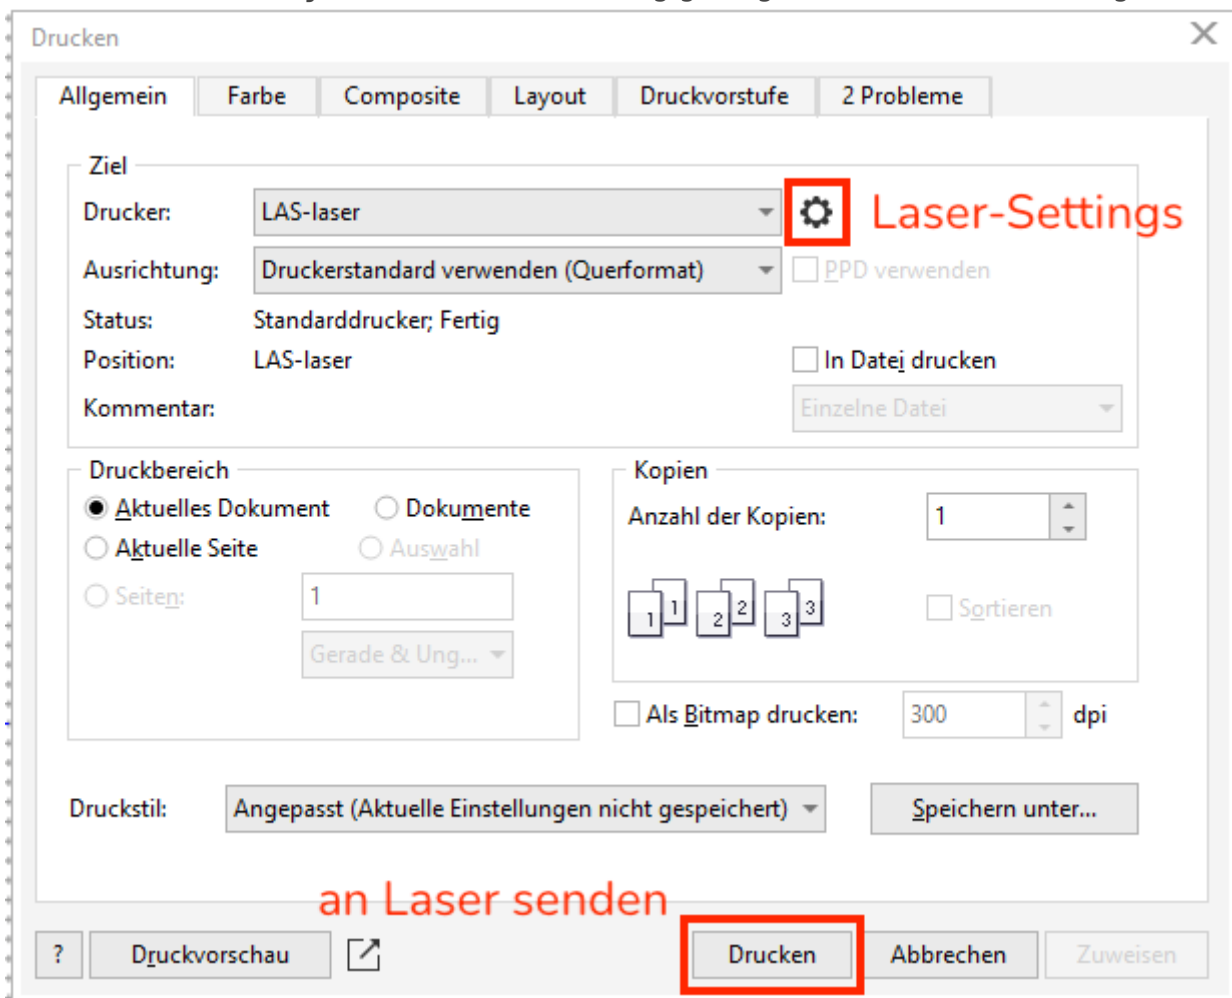 Drucken
Allgemein Farbe Composite Layout Druckvorstufe 2 Probleme
Ziel
Drucker: LAS-laser Laser-Settings
Ausrichtung: Druckerstandard verwenden (Querformat) PPD verwenden
Status: Standarddrucker; Fertig
Position: LAS-laser In Datei drucken
Kommentar: Einzelne Datei
Druckbereich
Aktuelles Dokument Dokumente
Aktuelle Seite Auswahl
Seiten: 1
Gerade & Ung...
Kopien
Anzahl der Kopien: 1
1 1 2 2 3 3 Sortieren
Als Bitmap drucken: 300 dpi
Druckstil: Angepasst (Aktuelle Einstellungen nicht gespeichert) Speichern unter...
an Laser senden
? Druckvorschau Drucken Abbrechen Zuweisen